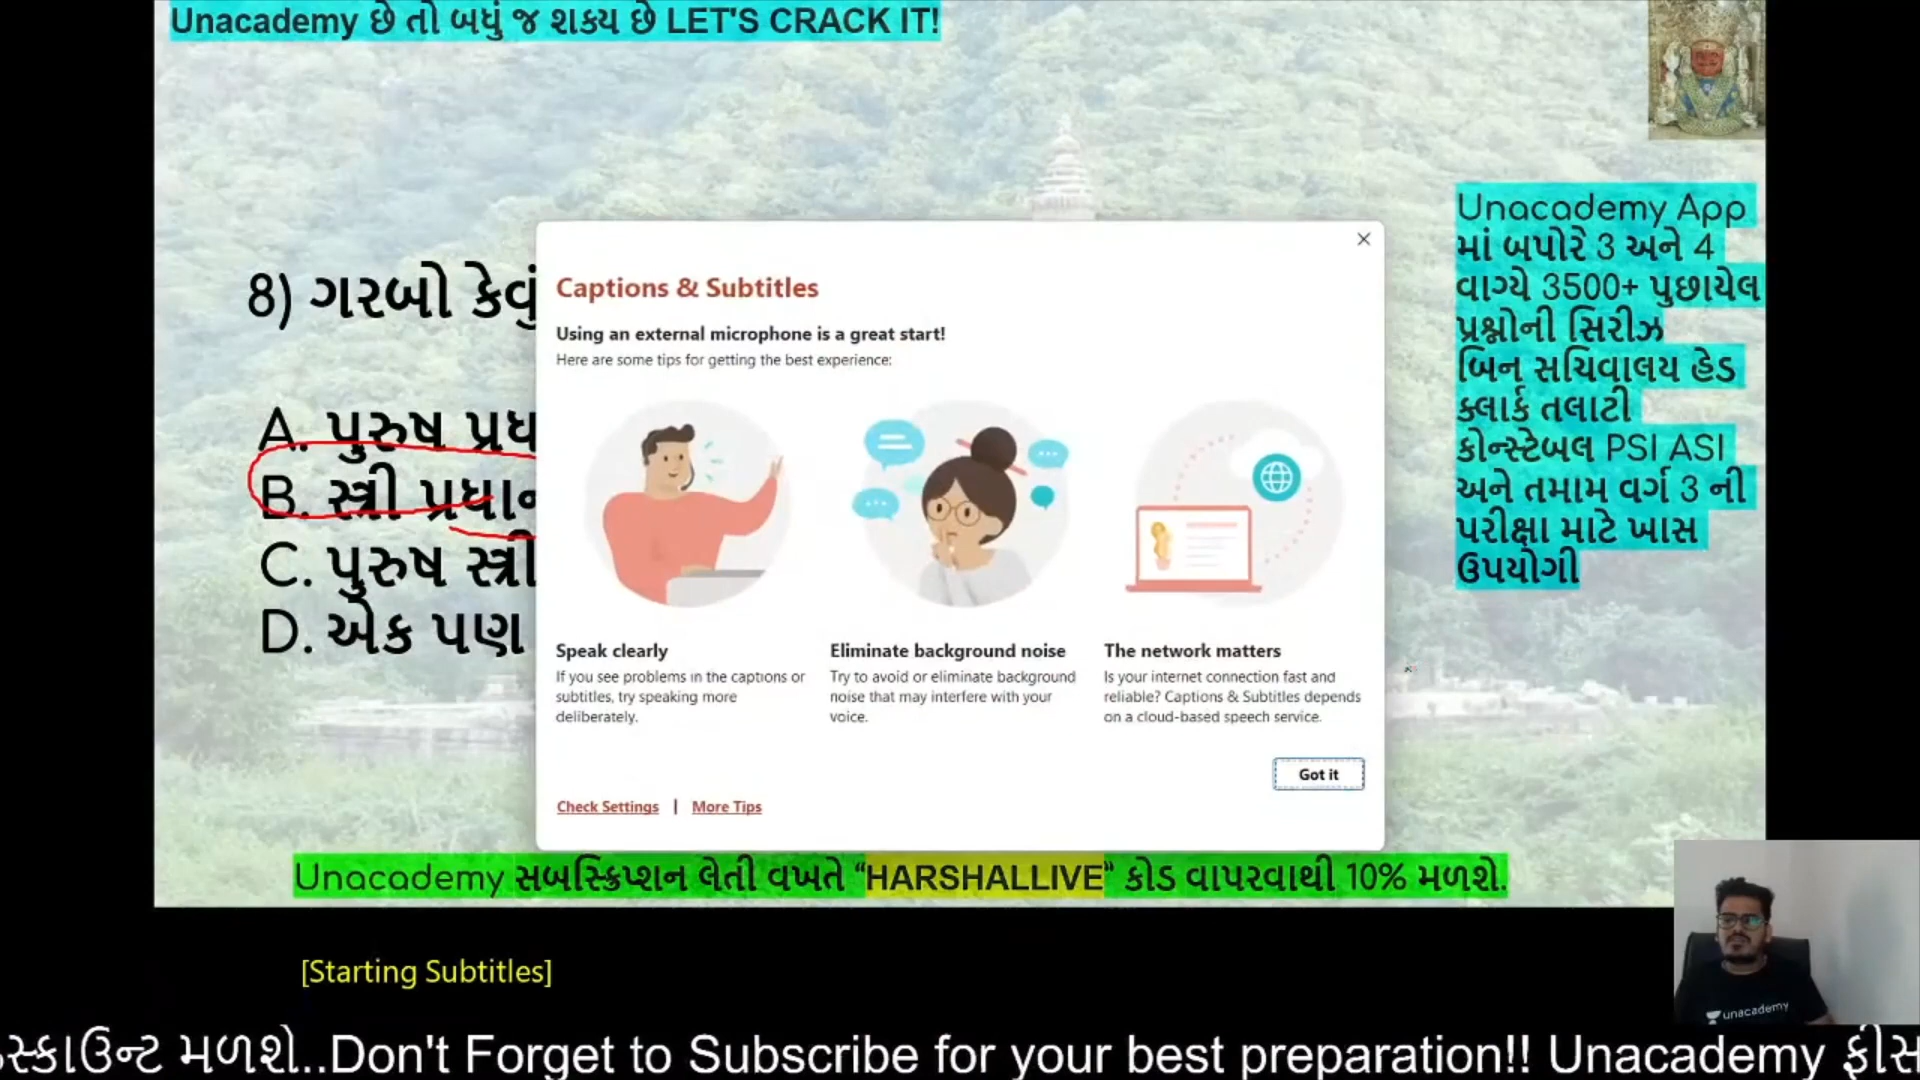 Unacademy છે તો બધું જ શક્ય છે LET'S CRACK IT!
Unacademy App
માં બપોરે 3 અને 4
વાગ્યે 3500+ પુછાયેલ
પ્રશ્નોની સિરીઝ
બિન સચિવાલય હેડ
ક્લાર્ક તલાટી
કોન્સ્ટેબલ PSI ASI
અને તમામ વર્ગ 3 ની
પરીક્ષા માટે ખાસ
ઉપયોગી
8) ગરબો કેવું
A. પુરુષ પ્રધ
B. સ્ત્રી પ્રધાન
C. પુરુષ સ્ત્રી
D. એક પણ
Captions & Subtitles
Using an external microphone is a great start!
Here are some tips for getting the best experience:
Speak clearly
If you see problems in the captions or
subtitles, try speaking more
deliberately.
Eliminate background noise
Try to avoid or eliminate background
noise that may interfere with your
voice.
The network matters
Is your internet connection fast and
reliable? Captions & Subtitles depends
on a cloud-based speech service.
Got it
Check Settings | More Tips
Unacademy સબસ્ક્રિપ્શન લેતી વખતે “HARSHALLIVE” કોડ વાપરવાથી 10% મળશે.
unacademy
[Starting Subtitles]
સ્કાઉન્ટ મળશે..Don't Forget to Subscribe for your best preparation!! Unacademy ફીસ